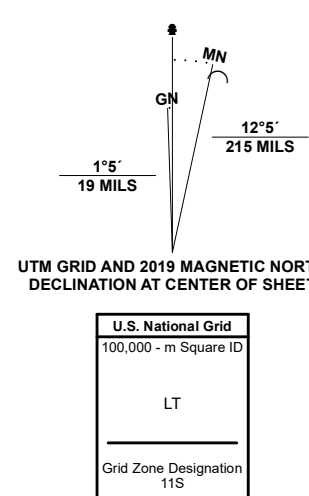 MN
GN
12°5´
215 MILS
1°5´
19 MILS
UTM GRID AND 2019 MAGNETIC NORT
DECLINATION AT CENTER OF SHEET
U.S. National Grid
100,000 - m Square ID
LT
Grid Zone Designation
11S